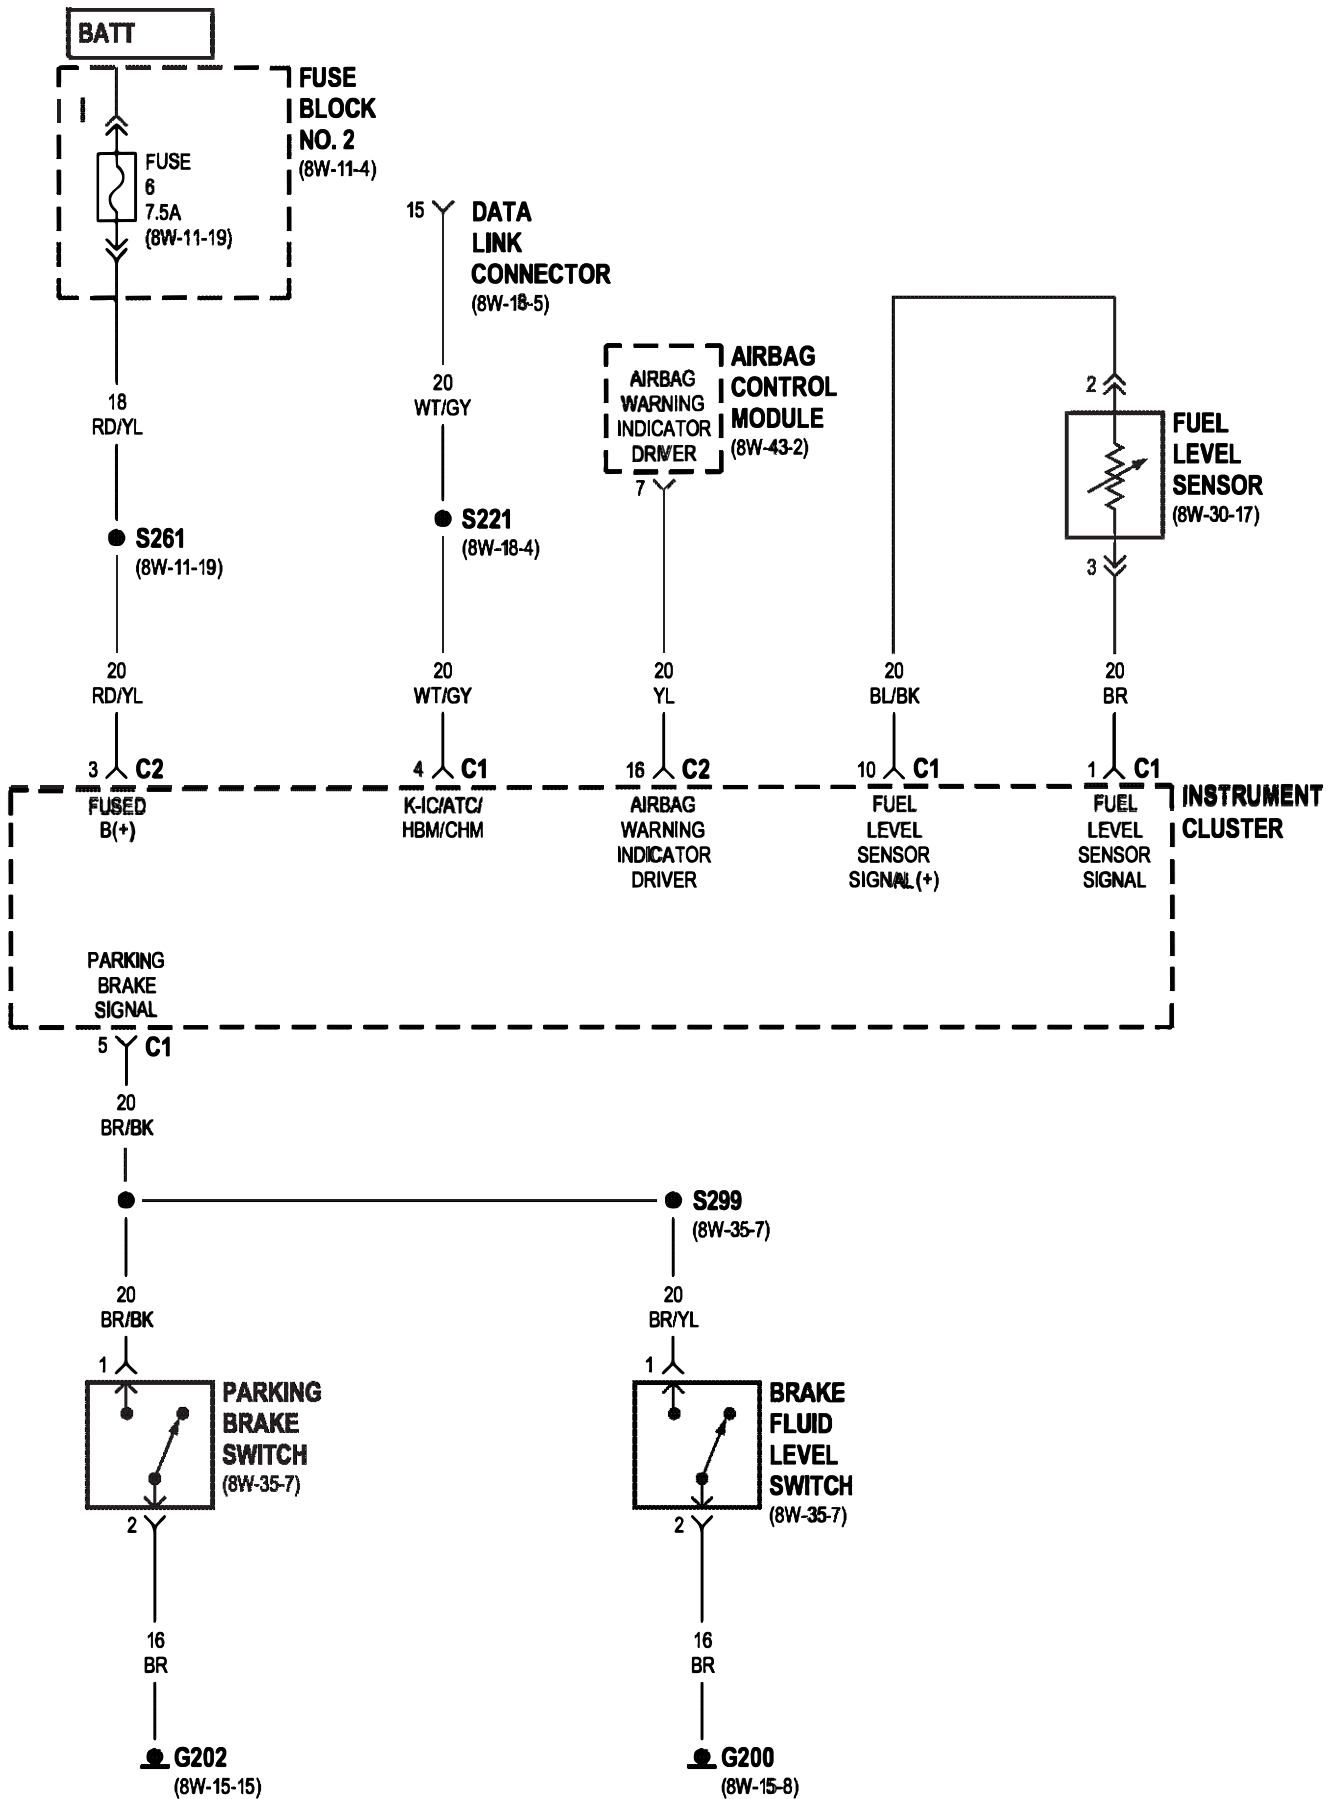 BATT
FUSE
BLOCK
NO. 2
(8W-11-4)
FUSE
6
7.5A
(8W-11-19)
15
DATA
LINK
CONNECTOR
(8W-18-5)
AIRBAG
WARNING
INDICATOR
DRIVER
AIRBAG
CONTROL
MODULE
(8W-43-2)
7
2
FUEL
LEVEL
SENSOR
(8W-30-17)
3
18
RD/YL
20
WT/GY
S261
(8W-11-19)
S221
(8W-18-4)
20
RD/YL
20
WT/GY
20
YL
20
BL/BK
20
BR
3
C2
4
C1
16
C2
10
C1
1
C1
INSTRUMENT
CLUSTER
FUSED
B(+)
K-IC/ATC/
HBM/CHM
AIRBAG
WARNING
INDICATOR
DRIVER
FUEL
LEVEL
SENSOR
SIGNAL(+)
FUEL
LEVEL
SENSOR
SIGNAL
PARKING
BRAKE
SIGNAL
5
C1
20
BR/BK
S299
(8W-35-7)
20
BR/BK
20
BR/YL
1
PARKING
BRAKE
SWITCH
(8W-35-7)
2
1
BRAKE
FLUID
LEVEL
SWITCH
(8W-35-7)
2
16
BR
16
BR
G202
(8W-15-15)
G200
(8W-15-8)